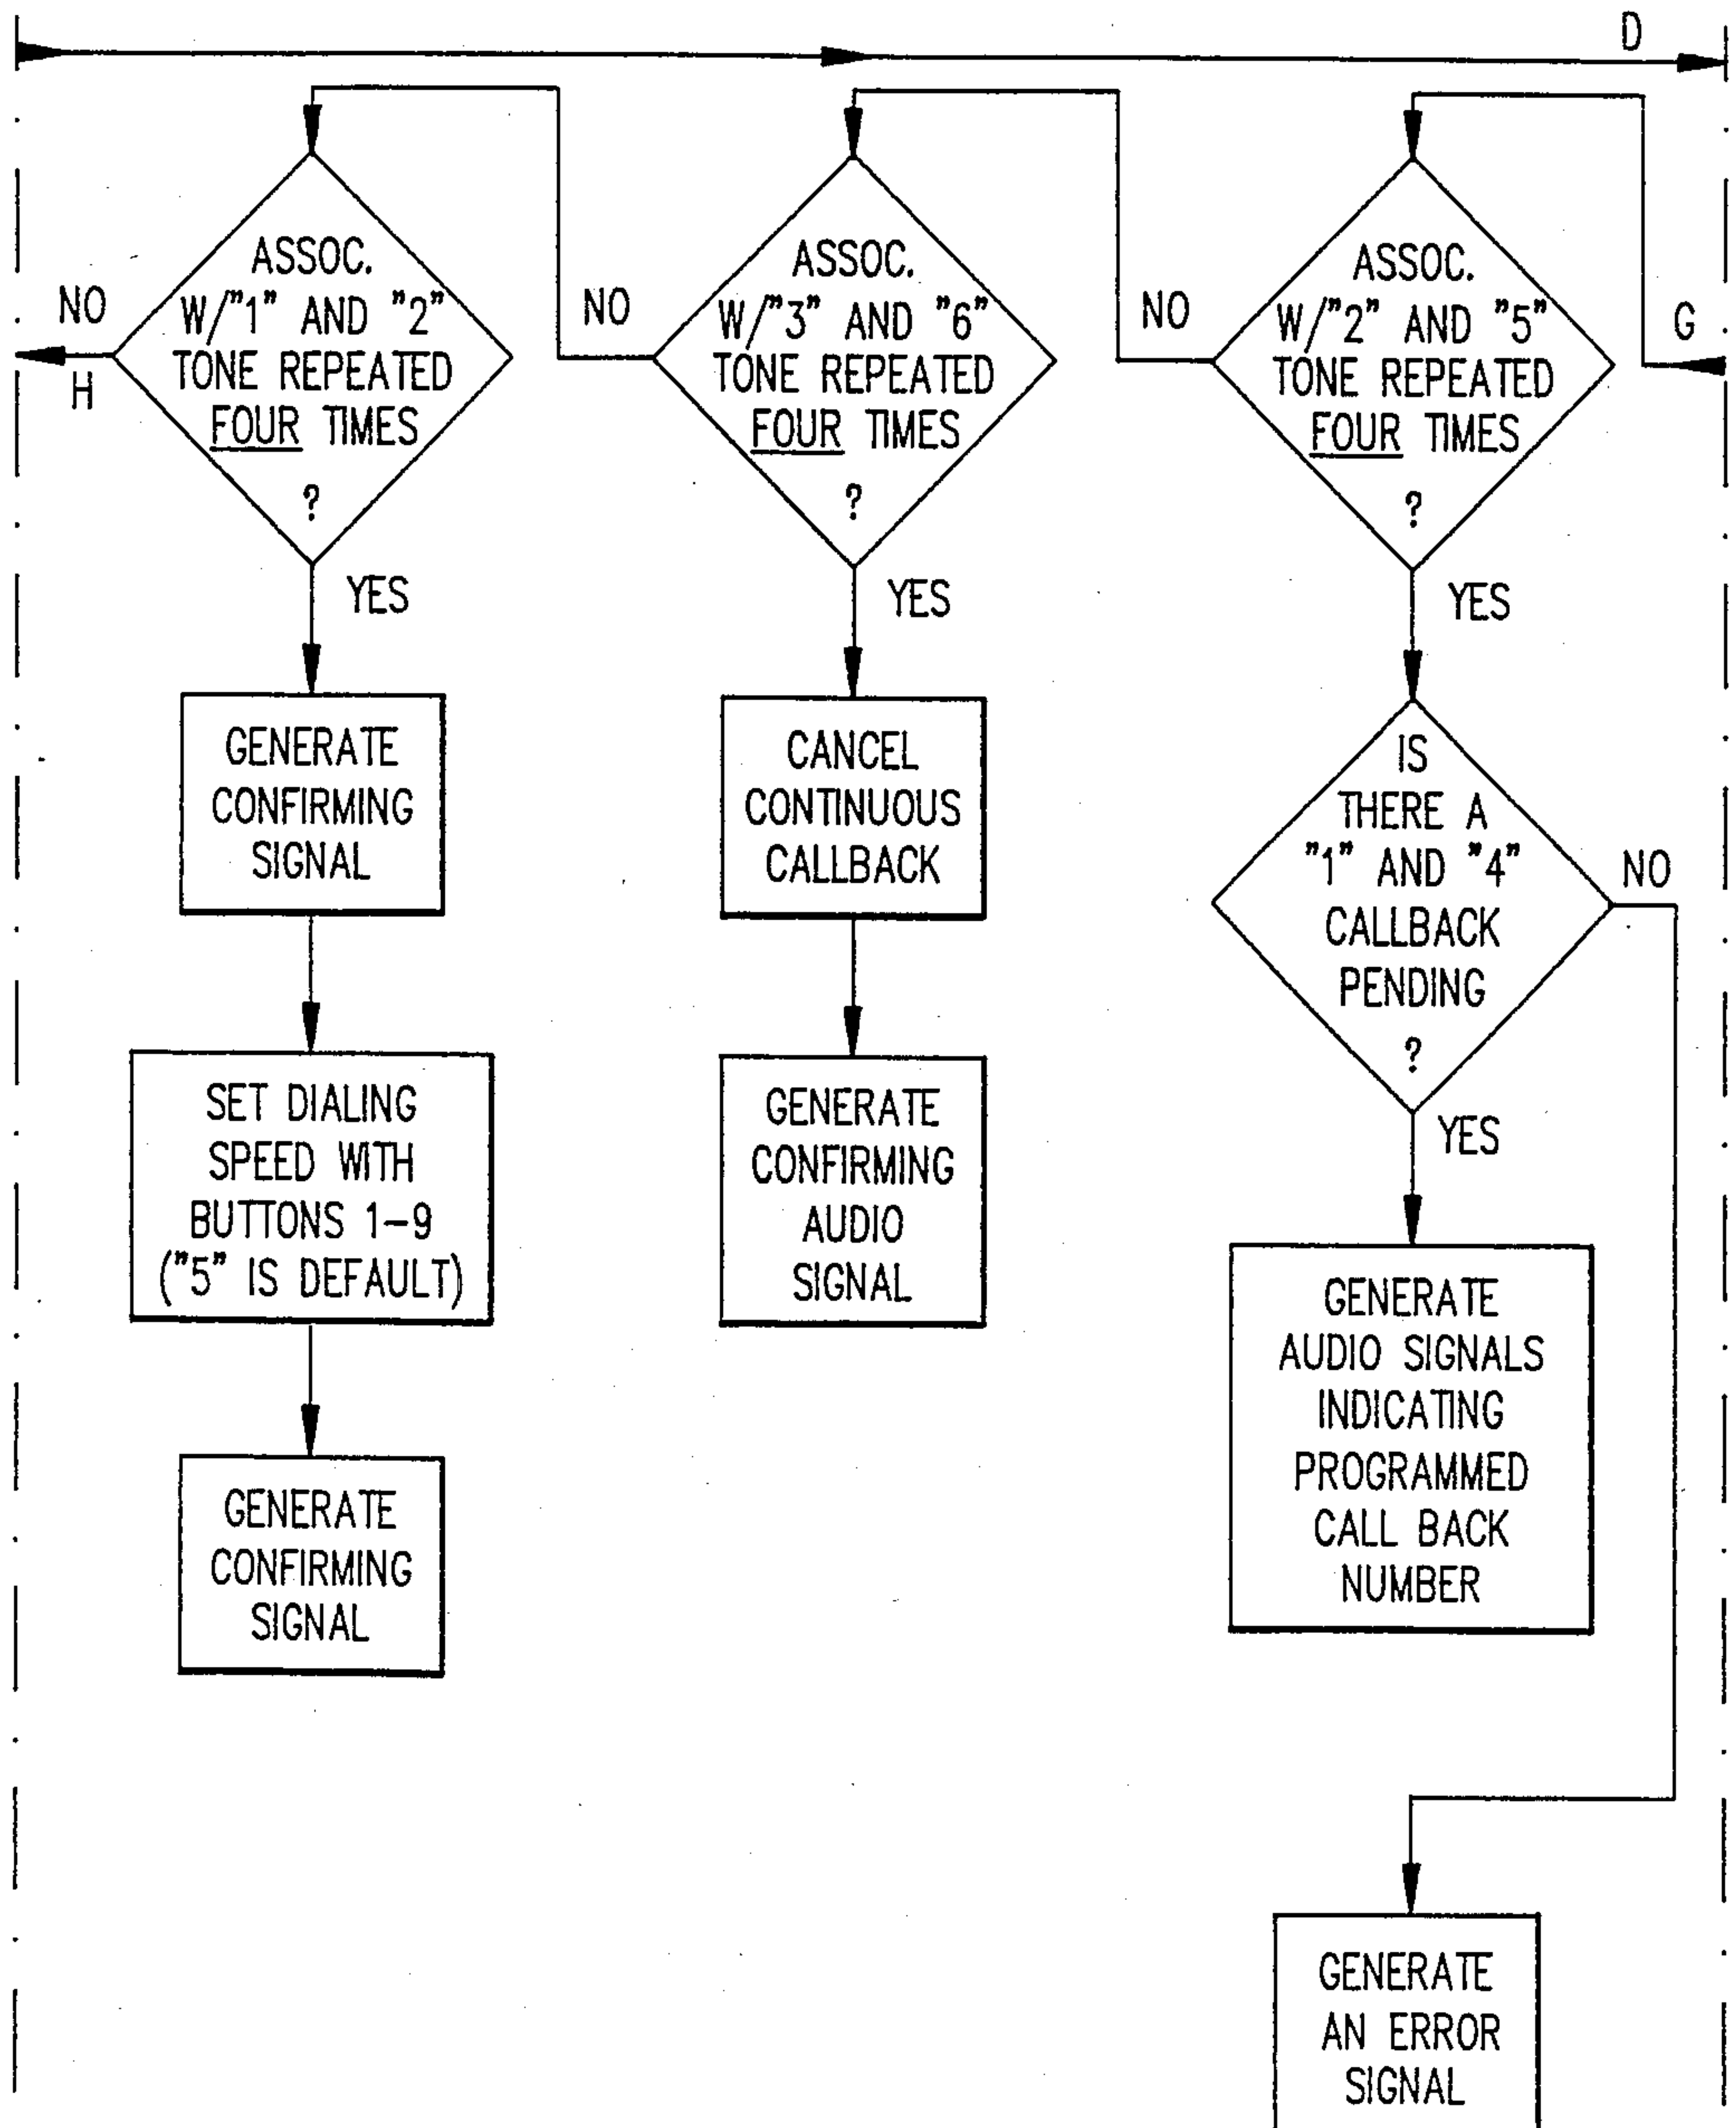 D
ASSOC.
W/"1" AND "2"
TONE REPEATED
FOUR TIMES
?
NO
H
YES
GENERATE
CONFIRMING
SIGNAL
SET DIALING
SPEED WITH
BUTTONS 1-9
("5" IS DEFAULT)
GENERATE
CONFIRMING
SIGNAL
ASSOC.
W/"3" AND "6"
TONE REPEATED
FOUR TIMES
?
NO
YES
CANCEL
CONTINUOUS
CALLBACK
GENERATE
CONFIRMING
AUDIO
SIGNAL
ASSOC.
W/"2" AND "5"
TONE REPEATED
FOUR TIMES
?
NO
G
YES
IS
THERE A
"1" AND "4"
CALLBACK
PENDING
?
NO
YES
GENERATE
AUDIO SIGNALS
INDICATING
PROGRAMMED
CALL BACK
NUMBER
GENERATE
AN ERROR
SIGNAL